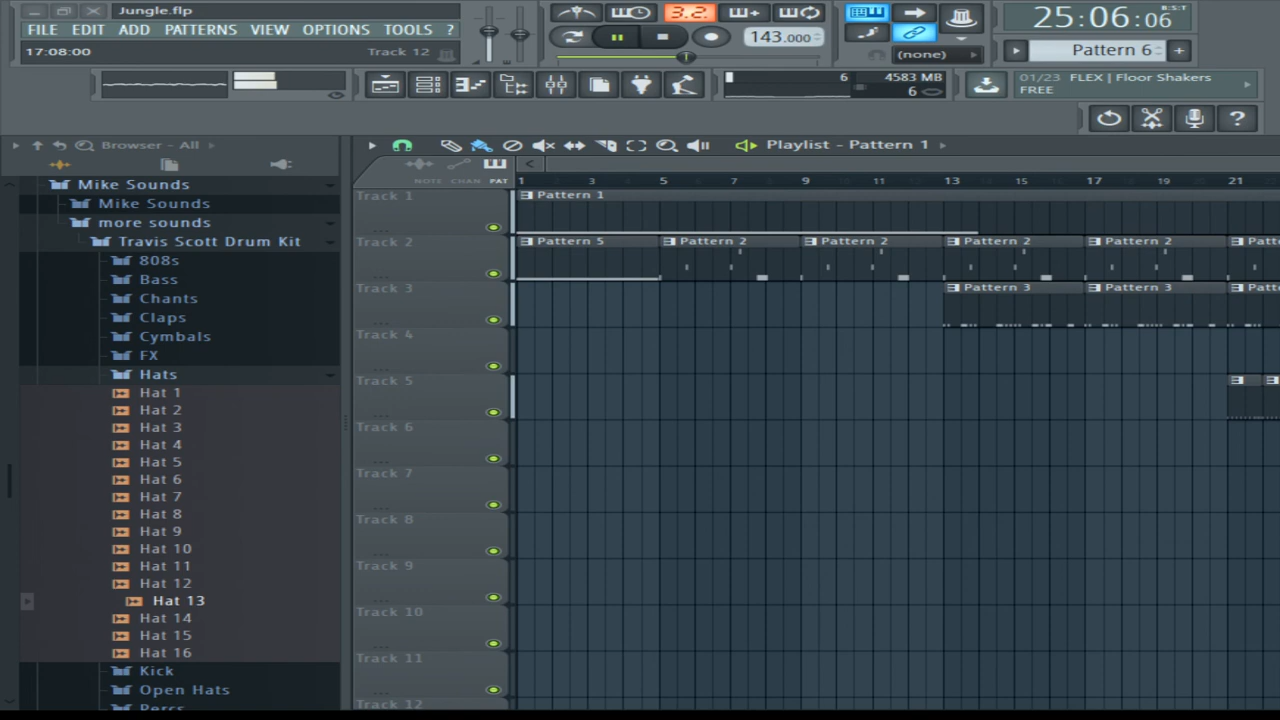 Jungle.flp
FILE EDIT ADD PATTERNS VIEW OPTIONS TOOLS ?
17:08:00 Track 12
3.2.
143.000
(none)
25:06:06 B:S:T
Pattern 6
6 4583 MB
6
01/23 FLEX | Floor Shakers
FREE
?
Browser - All
Playlist - Pattern 1
NOTE CHAN PAT
1 3 5 7 9 11 13 15 17 19 21
Mike Sounds
Mike Sounds
more sounds
Travis Scott Drum Kit
808s
Bass
Chants
Claps
Cymbals
FX
Hats
Hat 1
Hat 2
Hat 3
Hat 4
Hat 5
Hat 6
Hat 7
Hat 8
Hat 9
Hat 10
Hat 11
Hat 12
Hat 13
Hat 14
Hat 15
Hat 16
Kick
Open Hats
Percs
Track 1 Pattern 1
Track 2 Pattern 5 Pattern 2 Pattern 2 Pattern 2 Pattern 2
Track 3 Pattern 3 Pattern 3
Track 4
Track 5
Track 6
Track 7
Track 8
Track 9
Track 10
Track 11
Track 12